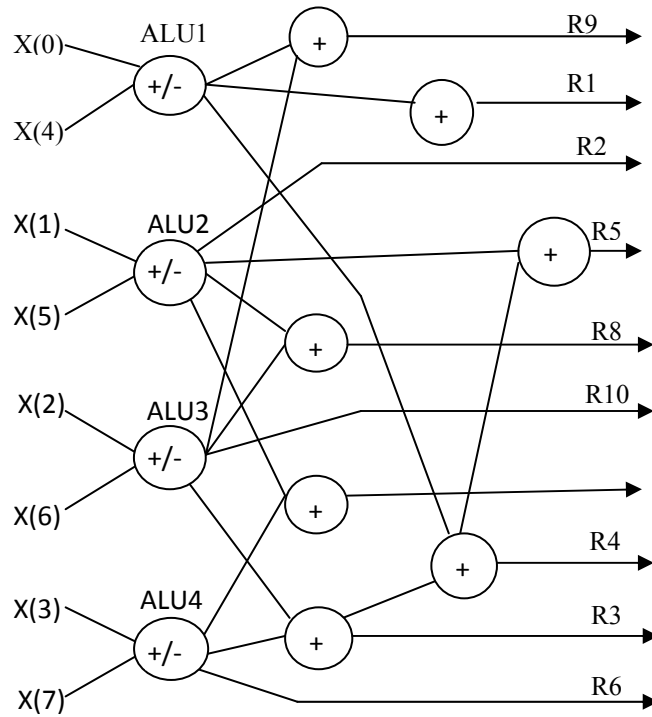 R9
ALU1
X(0)
+
+/-
R1
+
X(4)
R2
X(1)
ALU2
R5
+
+/-
X(5)
+
R8
X(2)
ALU3
R10
+/-
X(6)
+
R4
+
X(3)
ALU4
R3
+
+/-
X(7)
R6